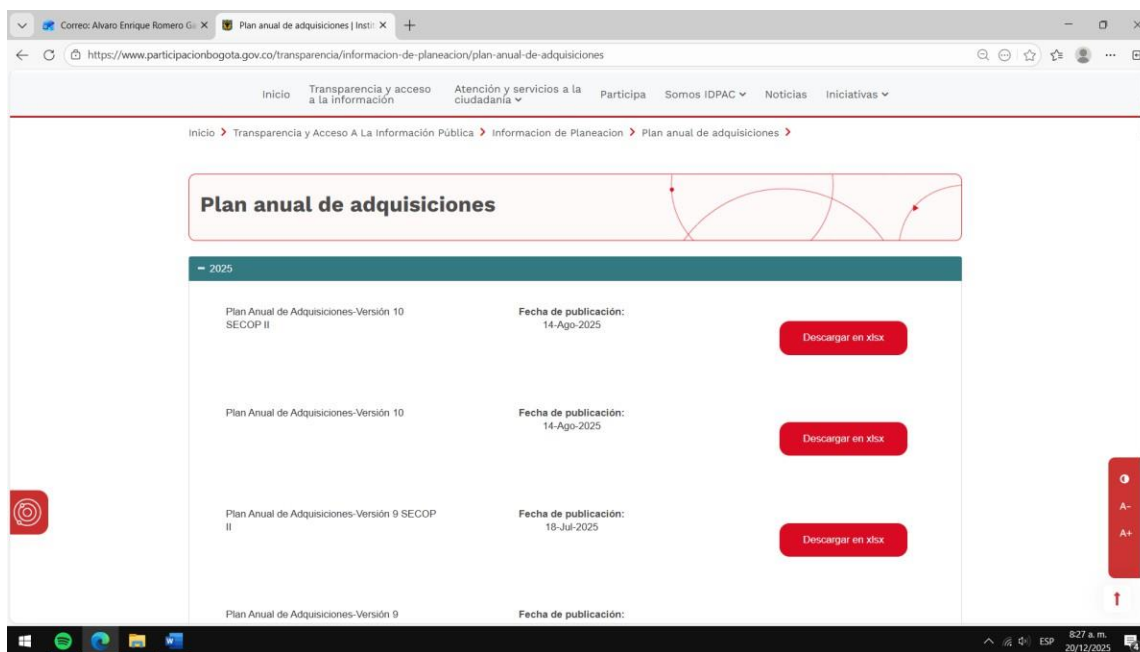 Correo: Alvaro Enrique Romero Ga
Plan anual de adquisiciones | Instit
https://www.participacionbogota.gov.co/transparencia/informacion-de-planeacion/plan-anual-de-adquisiciones
Inicio
Transparencia y acceso
a la información
Atención y servicios a la
ciudadanía
Participa
Somos IDPAC
Noticias
Iniciativas
Inicio > Transparencia y Acceso A La Información Pública > Informacion de Planeacion > Plan anual de adquisiciones >
Plan anual de adquisiciones
2025
Plan Anual de Adquisiciones-Versión 10
SECOP II
Fecha de publicación:
14-Ago-2025
Descargar en xlsx
Plan Anual de Adquisiciones-Versión 10
Fecha de publicación:
14-Ago-2025
Descargar en xlsx
Plan Anual de Adquisiciones-Versión 9 SECOP
II
Fecha de publicación:
18-Jul-2025
Descargar en xlsx
Plan Anual de Adquisiciones-Versión 9
Fecha de publicación:
A-
A+
ESP
8:27 a. m.
20/12/2025